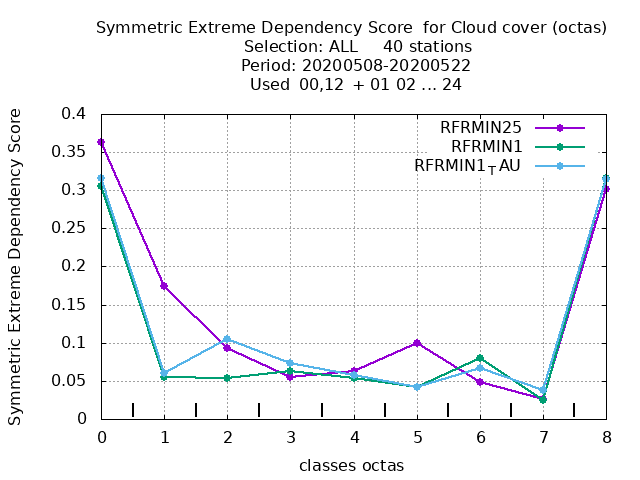 Symmetric Extreme Dependency Score  for Cloud cover (octas)
Selection: ALL     40 stations
Period: 20200508-20200522
Used  00,12  + 01 02 ... 24
Symmetric Extreme Dependency Score
0.4
0.35
0.3
0.25
0.2
0.15
0.1
0.05
0
RFRMIN25
RFRMIN1
RFRMIN1TAU
0 1 2 3 4 5 6 7 8
classes octas